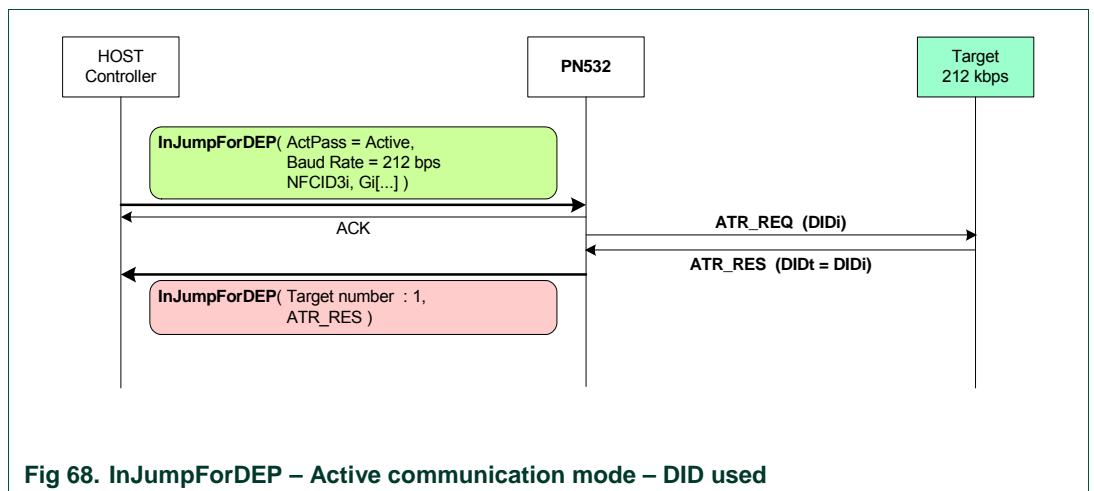 HOST
Controller
PN532
Target
212 kbps
InJumpForDEP( ActPass = Active,
Baud Rate = 212 bps
NFCID3i, Gi[...] )
ACK
ATR_REQ (DIDi)
ATR_RES (DIDt = DIDi)
InJumpForDEP( Target number : 1,
ATR_RES )
Fig 68. InJumpForDEP – Active communication mode – DID used